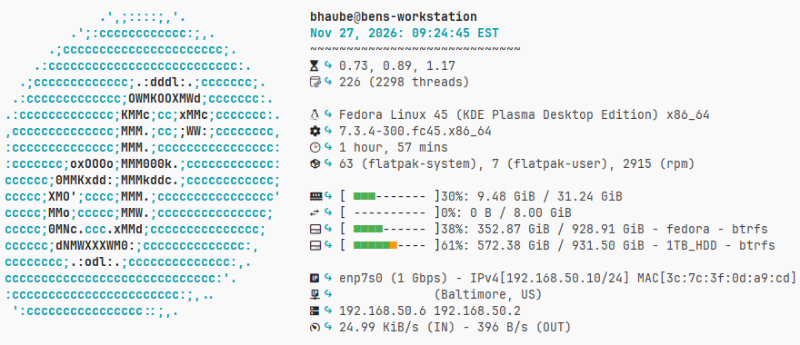 bhaube@bens-workstation
Nov 27, 2026: 09:24:45 EST
~~~~~~~~~~~~~~~~~~~~~~~~~~~~~
0.73, 0.89, 1.17
226 (2298 threads)
Fedora Linux 45 (KDE Plasma Desktop Edition) x86_64
7.3.4-300.fc45.x86_64
1 hour, 57 mins
63 (flatpak-system), 7 (flatpak-user), 2915 (rpm)
[ ■■■------- ]30%: 9.48 GiB / 31.24 GiB
[ ---------- ]0%: 0 B / 8.00 GiB
[ ■■■■------ ]38%: 352.87 GiB / 928.91 GiB - fedora - btrfs
[ ■■■■■■---- ]61%: 572.38 GiB / 931.50 GiB - 1TB_HDD - btrfs
enp7s0 (1 Gbps) - IPv4[192.168.50.10/24] MAC[3c:7c:3f:0d:a9:cd]
(Baltimore, US)
192.168.50.6 192.168.50.2
24.99 KiB/s (IN) - 396 B/s (OUT)